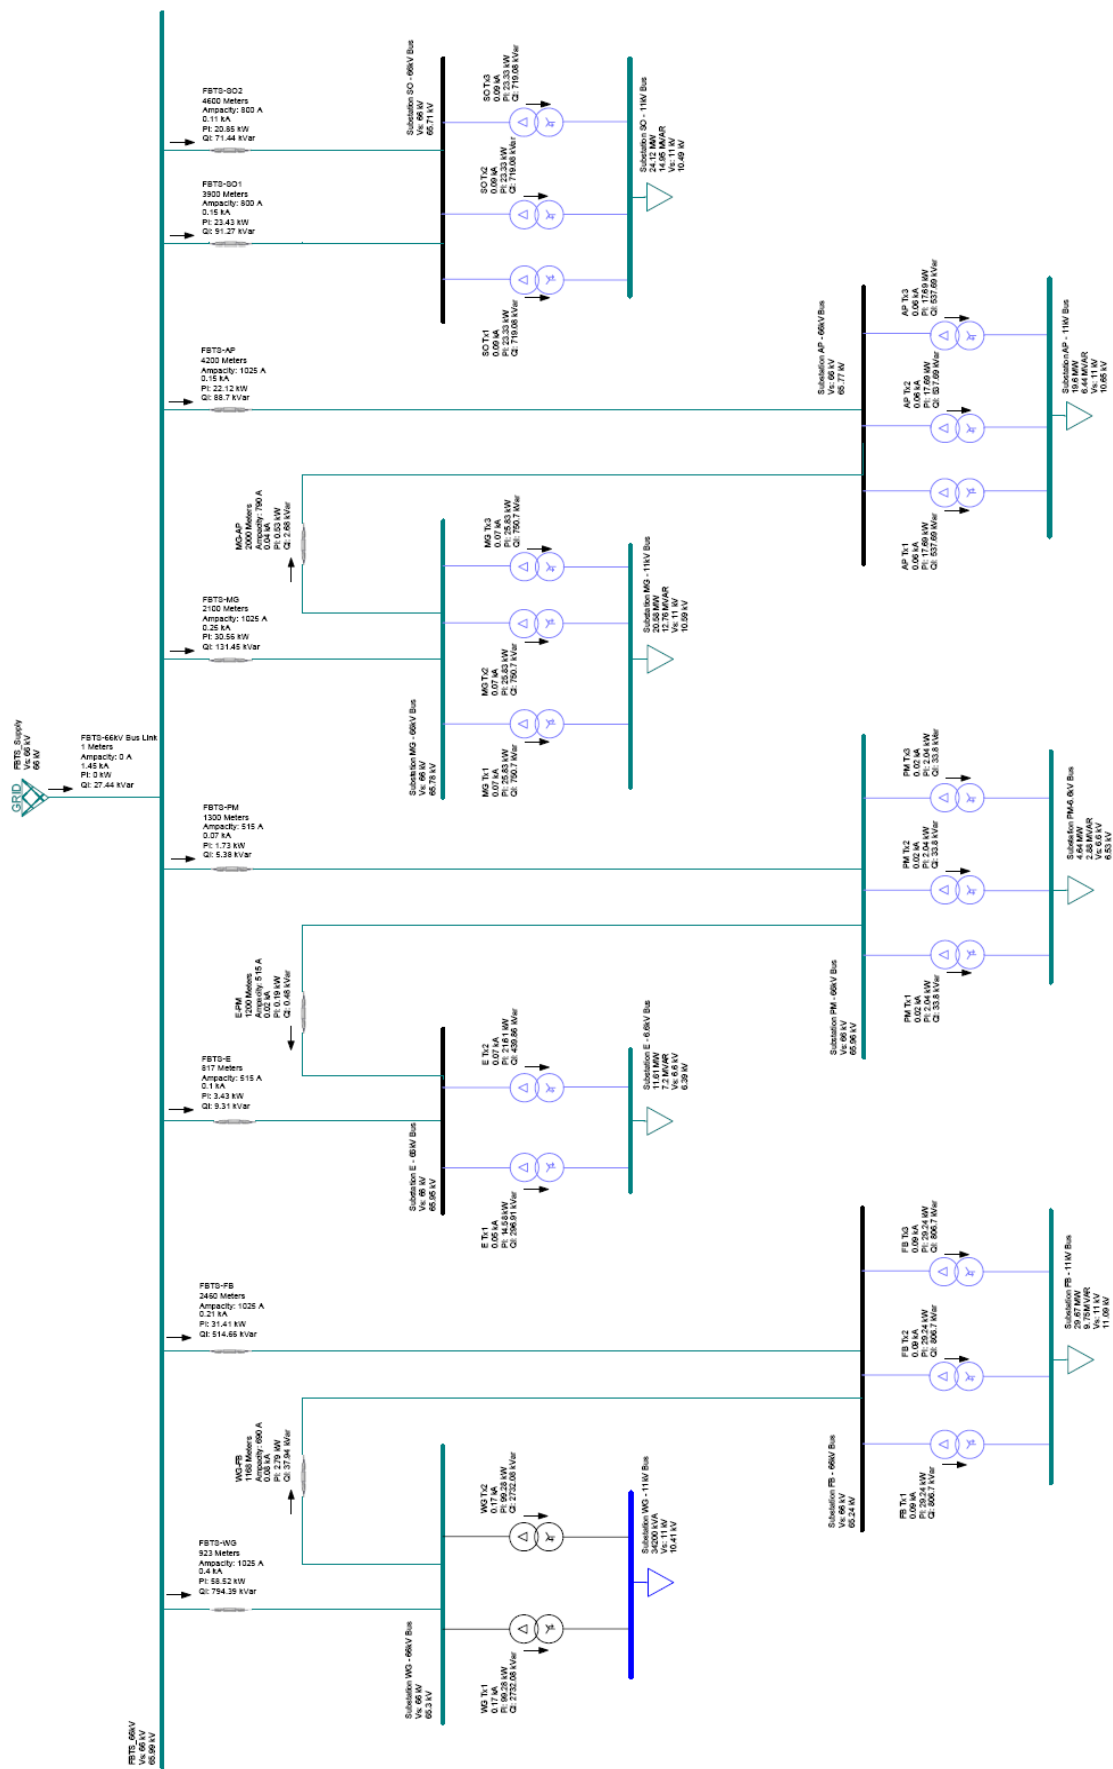 FBTS-SO2
4600 Meters
Ampacity: 800 A
0.11 kA
Pl: 20.85 kW
Ql: 71.44 kVar
FBTS-SO1
3900 Meters
Ampacity: 800 A
0.15 kA
Pl: 23.43 kW
Ql: 91.27 kVar
Substation SO - 66kV Bus
Vs: 66 kV
65.71 kV
SO Tx3
0.09 kA
Pl: 23.33 kW
Ql: 719.08 kVar
SO Tx2
0.09 kA
Pl: 23.33 kW
Ql: 719.08 kVar
SO Tx1
0.09 kA
Pl: 23.33 kW
Ql: 719.08 kVar
Substation SO - 11kV Bus
24.12 MW
14.95 MVAR
Vs: 11 kV
10.49 kV
FBTS-AP
4200 Meters
Ampacity: 1025 A
0.15 kA
Pl: 22.12 kW
Ql: 88.7 kVar
Substation AP - 66kV Bus
Vs: 66 kV
65.77 kV
AP Tx3
0.06 kA
Pl: 17.69 kW
Ql: 537.69 kVar
AP Tx2
0.06 kA
Pl: 17.69 kW
Ql: 537.69 kVar
AP Tx1
0.06 kA
Pl: 17.69 kW
Ql: 537.69 kVar
Substation AP - 11kV Bus
19.6 MW
6.44 MVAR
Vs: 11 kV
10.65 kV
MG-AP
2000 Meters
Ampacity: 790 A
0.04 kA
Pl: 0.53 kW
Ql: 2.68 kVar
FBTS-MG
2100 Meters
Ampacity: 1025 A
0.25 kA
Pl: 30.56 kW
Ql: 131.45 kVar
Substation MG - 66kV Bus
Vs: 66 kV
65.78 kV
MG Tx3
0.07 kA
Pl: 25.83 kW
Ql: 750.7 kVar
MG Tx2
0.07 kA
Pl: 25.83 kW
Ql: 750.7 kVar
MG Tx1
0.07 kA
Pl: 25.83 kW
Ql: 750.7 kVar
Substation MG - 11kV Bus
20.58 MW
12.76 MVAR
Vs: 11 kV
10.59 kV
GRID
FBTS_Supply
Vs: 66 kV
66 kV
FBTS-66kV Bus Link
1 Meters
Ampacity: 0 A
1.45 kA
Pl: 0 kW
Ql: 27.44 kVar
FBTS-PM
1300 Meters
Ampacity: 515 A
0.07 kA
Pl: 1.73 kW
Ql: 5.38 kVar
Substation PM - 66kV Bus
Vs: 66 kV
65.96 kV
PM Tx3
0.02 kA
Pl: 2.04 kW
Ql: 33.8 kVar
PM Tx2
0.02 kA
Pl: 2.04 kW
Ql: 33.8 kVar
PM Tx1
0.02 kA
Pl: 2.04 kW
Ql: 33.8 kVar
Substation PM-6.6kV Bus
4.64 MW
2.88 MVAR
Vs: 6.6 kV
6.53 kV
E-PM
1200 Meters
Ampacity: 515 A
0.02 kA
Pl: 0.19 kW
Ql: 0.48 kVar
FBTS-E
817 Meters
Ampacity: 515 A
0.1 kA
Pl: 3.43 kW
Ql: 9.31 kVar
Substation E - 66kV Bus
Vs: 66 kV
65.95 kV
E Tx2
0.07 kA
Pl: 21.61 kW
Ql: 439.86 kVar
E Tx1
0.05 kA
Pl: 14.58 kW
Ql: 296.91 kVar
Substation E - 6.6kV Bus
11.61 MW
7.2 MVAR
Vs: 6.6 kV
6.39 kV
FBTS-FB
2460 Meters
Ampacity: 1025 A
0.21 kA
Pl: 31.41 kW
Ql: 514.66 kVar
Substation FB - 66kV Bus
Vs: 66 kV
65.24 kV
FB Tx3
0.09 kA
Pl: 29.24 kW
Ql: 806.7 kVar
FB Tx2
0.09 kA
Pl: 29.24 kW
Ql: 806.7 kVar
FB Tx1
0.09 kA
Pl: 29.24 kW
Ql: 806.7 kVar
Substation FB - 11kV Bus
29.67 MW
9.75 MVAR
Vs: 11 kV
11.09 kV
WG-FB
1168 Meters
Ampacity: 690 A
0.08 kA
Pl: 2.79 kW
Ql: 37.94 kVar
FBTS-WG
923 Meters
Ampacity: 1025 A
0.4 kA
Pl: 58.52 kW
Ql: 794.39 kVar
Substation WG - 66kV Bus
Vs: 66 kV
65.3 kV
WG Tx2
0.17 kA
Pl: 99.28 kW
Ql: 2732.08 kVar
WG Tx1
0.17 kA
Pl: 99.28 kW
Ql: 2732.08 kVar
Substation WG - 11kV Bus
34200 kVA
Vs: 11 kV
10.41 kV
FBTS_66kV
Vs: 66 kV
65.99 kV